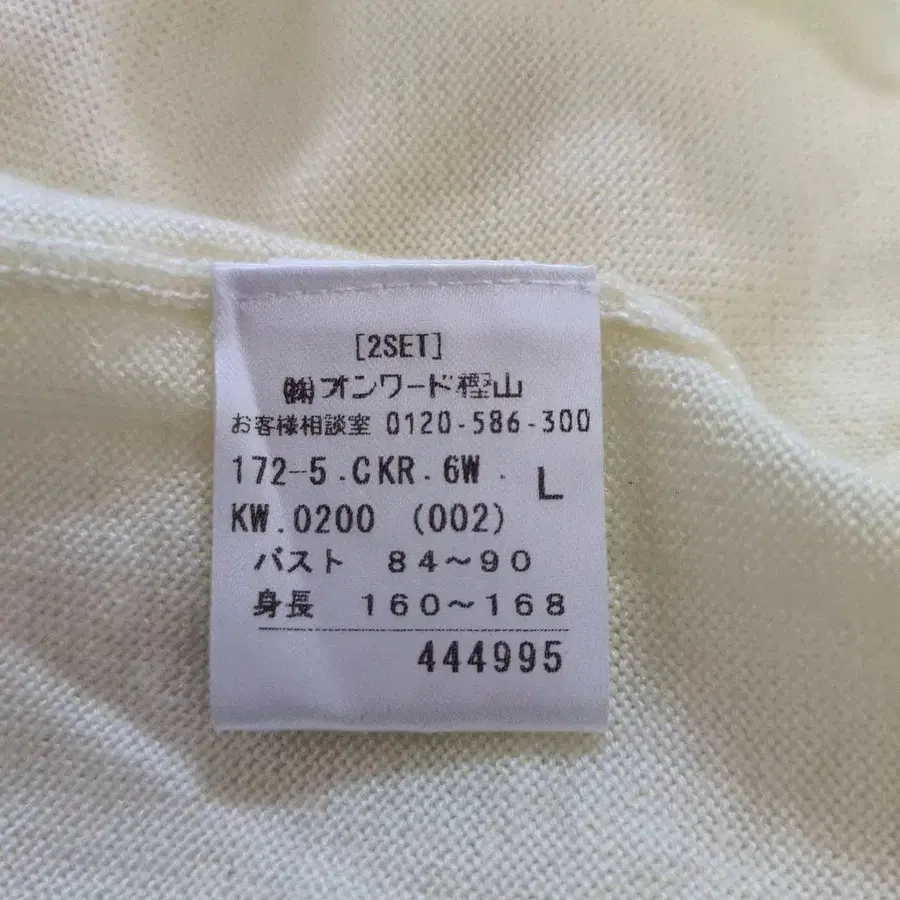 [2SET]
㈱オンワード樫山
お客様相談室 0120-586-300
172-5.CKR.6W. L
KW.0200 (002)
バスト 84〜90
身長 160〜168
444995